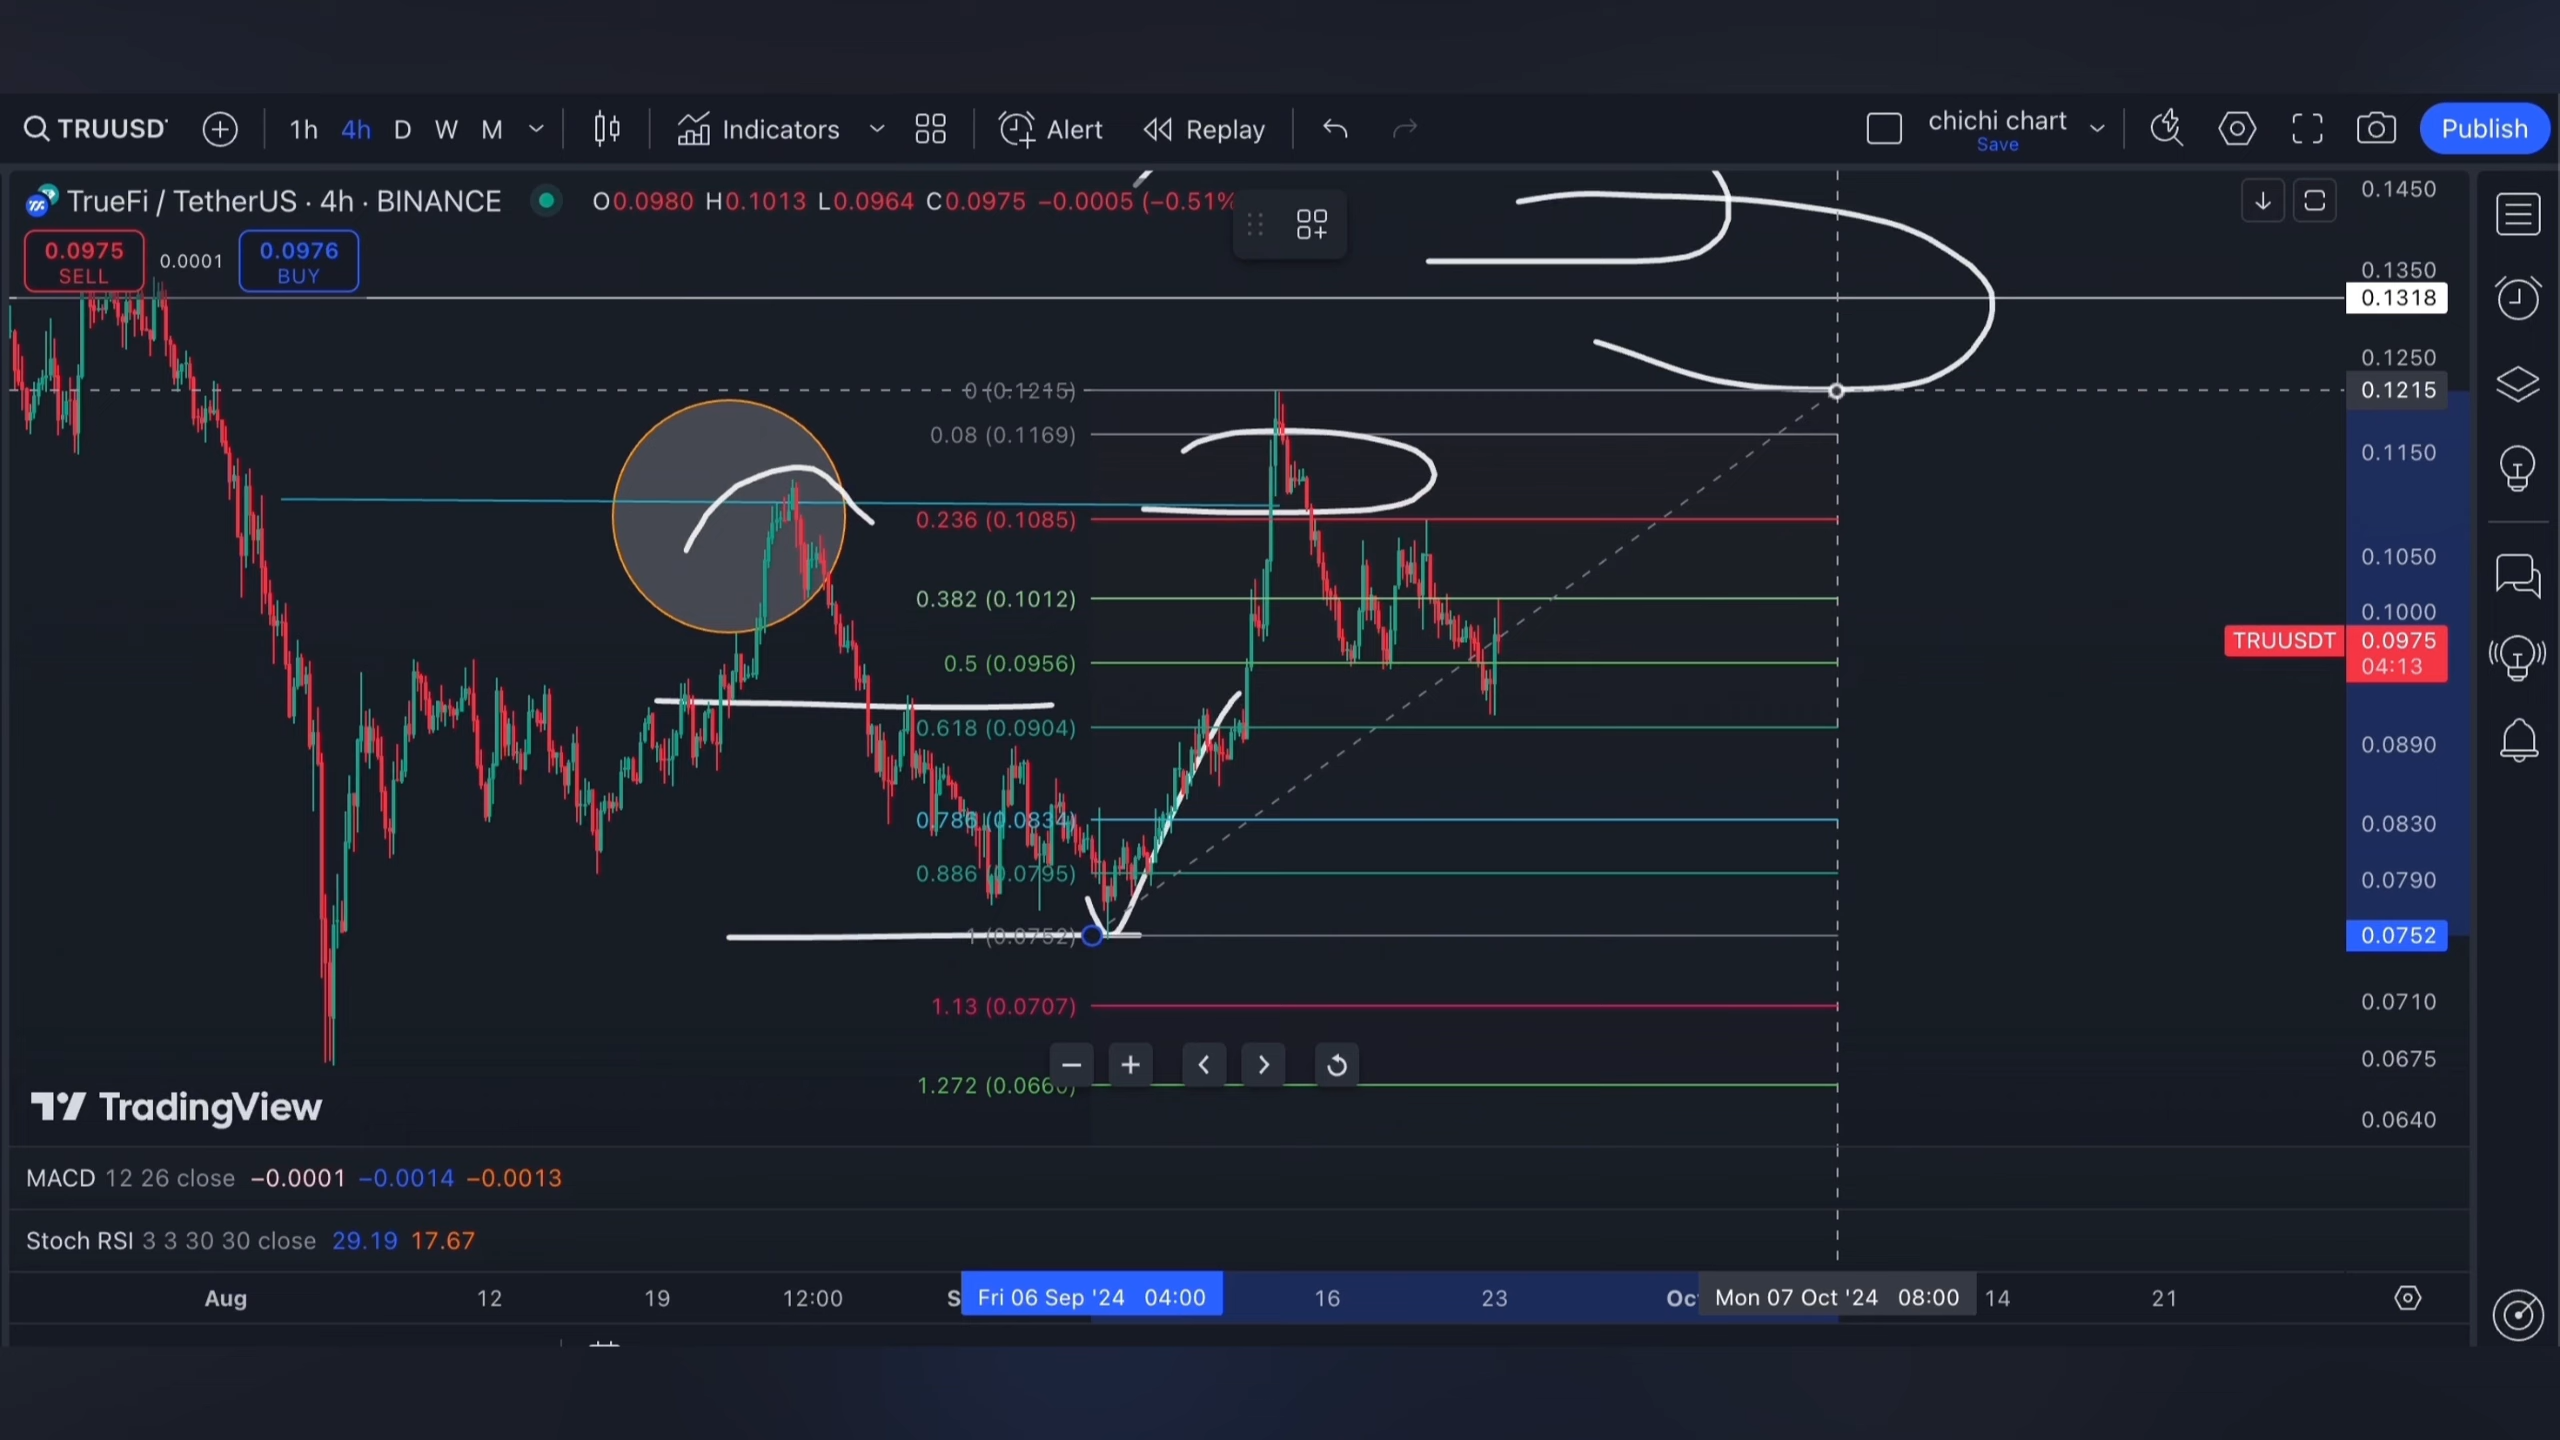 TRUUSD
1h 4h D W M Indicators Alert Replay chichi chart Save Publish
TrueFi / TetherUS · 4h · BINANCE O0.0980 H0.1013 L0.0964 C0.0975 −0.0005 (−0.51%
0.0975 SELL 0.0001 0.0976 BUY
0.1450
0.1350
0.1318
0.1250
0 (0.1215) 0.1215
0.08 (0.1169)
0.1150
0.236 (0.1085)
0.1050
0.382 (0.1012)
0.1000
TRUUSDT 0.0975
04:13
0.5 (0.0956)
0.618 (0.0904)
0.0890
0.786 (0.0834) 0.0830
0.886 (0.0795) 0.0790
1 (0.0752) 0.0752
1.13 (0.0707) 0.0710
0.0675
1.272 (0.066
TradingView
0.0640
MACD 12 26 close −0.0001 −0.0014 −0.0013
Stoch RSI 3 3 30 30 close 29.19 17.67
Aug 12 19 12:00 S Fri 06 Sep '24 04:00 16 23 Oc Mon 07 Oct '24 08:00 14 21